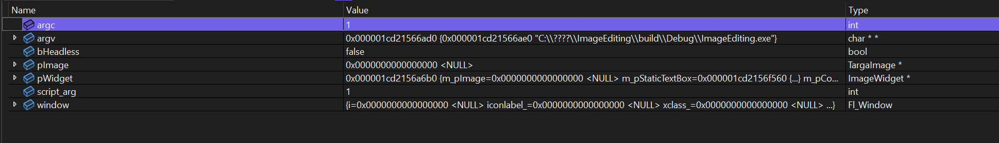 Name Value Type
argc 1 int
argv 0x000001cd21566ad0 {0x000001cd21566ae0 "C:\\????\\ImageEditing\\build\\Debug\\ImageEditing.exe"} char * *
bHeadless false bool
pImage 0x0000000000000000 <NULL> TargaImage *
pWidget 0x000001cd2156a6b0 {m_pImage=0x0000000000000000 <NULL> m_pStaticTextBox=0x000001cd2156f560 {...} m_pCo... ImageWidget *
script_arg 1 int
window {i=0x0000000000000000 <NULL> iconlabel_=0x0000000000000000 <NULL> xclass_=0x0000000000000000 <NULL> ...} Fl_Window